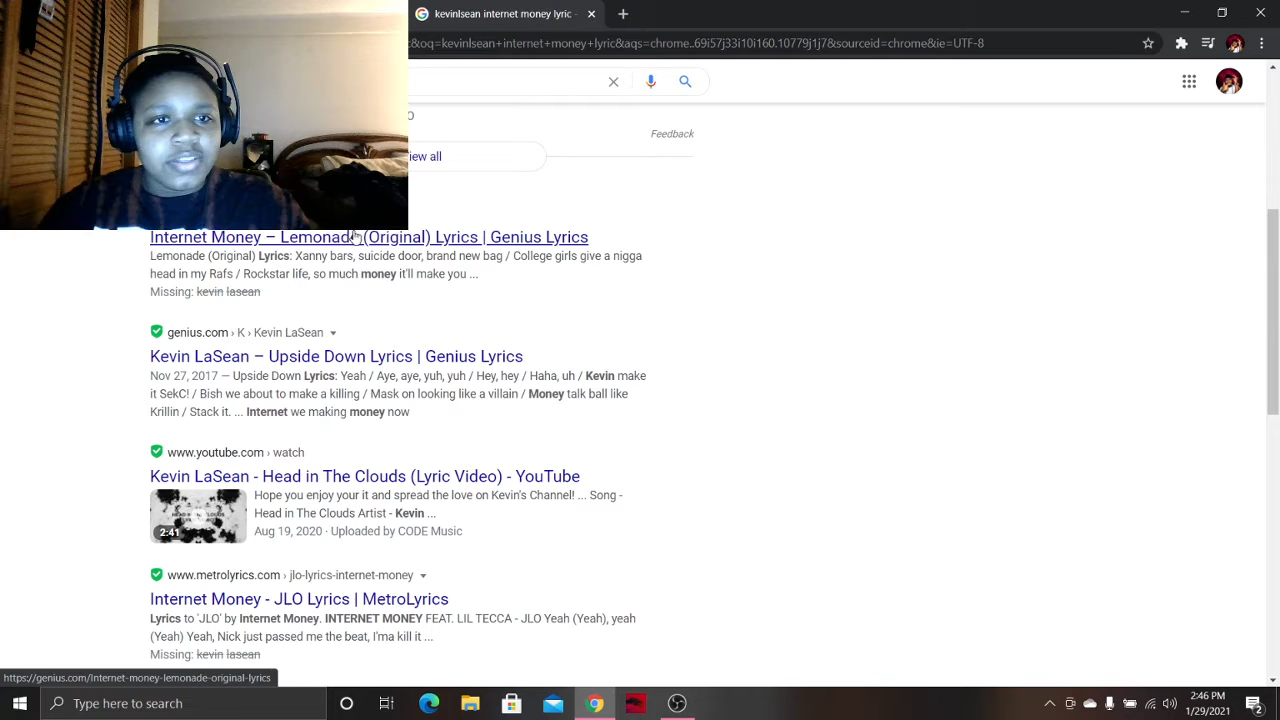 &oq=kevinlsean+internet+money+lyric&aqs=chrome..69i57j33i10i160.10779j1j7&sourceid=chrome&ie=UTF-8
Feedback
iew all
Internet Money – Lemonade (Original) Lyrics | Genius Lyrics
Lemonade (Original) Lyrics: Xanny bars, suicide door, brand new bag / College girls give a nigga
head in my Rafs / Rockstar life, so much money it'll make you ...
Missing: kevin lasean
genius.com › K › Kevin LaSean
Kevin LaSean – Upside Down Lyrics | Genius Lyrics
Nov 27, 2017 — Upside Down Lyrics: Yeah / Aye, aye, yuh, yuh / Hey, hey / Haha, uh / Kevin make
it SekC! / Bish we about to make a killing / Mask on looking like a villain / Money talk ball like
Krillin / Stack it. ... Internet we making money now
www.youtube.com › watch
Kevin LaSean - Head in The Clouds (Lyric Video) - YouTube
Hope you enjoy your it and spread the love on Kevin's Channel! ... Song -
Head in The Clouds Artist - Kevin ...
2:41
Aug 19, 2020 · Uploaded by CODE Music
www.metrolyrics.com › jlo-lyrics-internet-money
Internet Money - JLO Lyrics | MetroLyrics
Lyrics to 'JLO' by Internet Money. INTERNET MONEY FEAT. LIL TECCA - JLO Yeah (Yeah), yeah
(Yeah) Yeah, Nick just passed me the beat, I'ma kill it ...
Missing: kevin lasean
https://genius.com/Internet-money-lemonade-original-lyrics
Type here to search
2:46 PM
1/29/2021
2